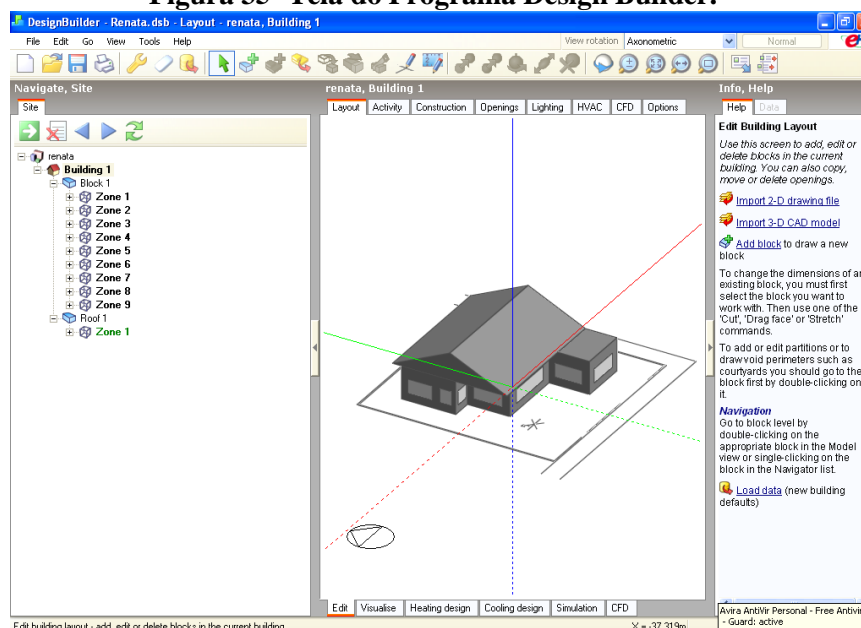 Figura 35- Tela do Programa Design Builder.
DesignBuilder - Renata.dsb - Layout - renata, Building 1
File Edit Go View Tools Help
View rotation Axonometric Normal
Navigate, Site
Site
renata
Building 1
Block 1
Zone 1
Zone 2
Zone 3
Zone 4
Zone 5
Zone 6
Zone 7
Zone 8
Zone 9
Roof 1
Zone 1
renata, Building 1
Layout Activity Construction Openings Lighting HVAC CFD Options
Edit Visualise Heating design Cooling design Simulation CFD
Info, Help
Help Data
Edit Building Layout
Use this screen to add, edit or
delete blocks in the current
building. You can also copy,
move or delete openings.
Import 2-D drawing file
Import 3-D CAD model
Add block to draw a new
block
To change the dimensions of an
existing block, you must first
select the block you want to
work with. Then use one of the
'Cut', 'Drag face' or 'Stretch'
commands.
To add or edit partitions or to
draw void perimeters such as
courtyards you should go to the
block first by double-clicking on
it.
Navigation
Go to block level by
double-clicking on the
appropriate block in the Model
view or single-clicking on the
block in the Navigator list.
Load data (new building
defaults)
Avira AntiVir Personal - Free Antivir
- Guard: active
Edit building layout - add, edit or delete blocks in the current building
X = -37.319m